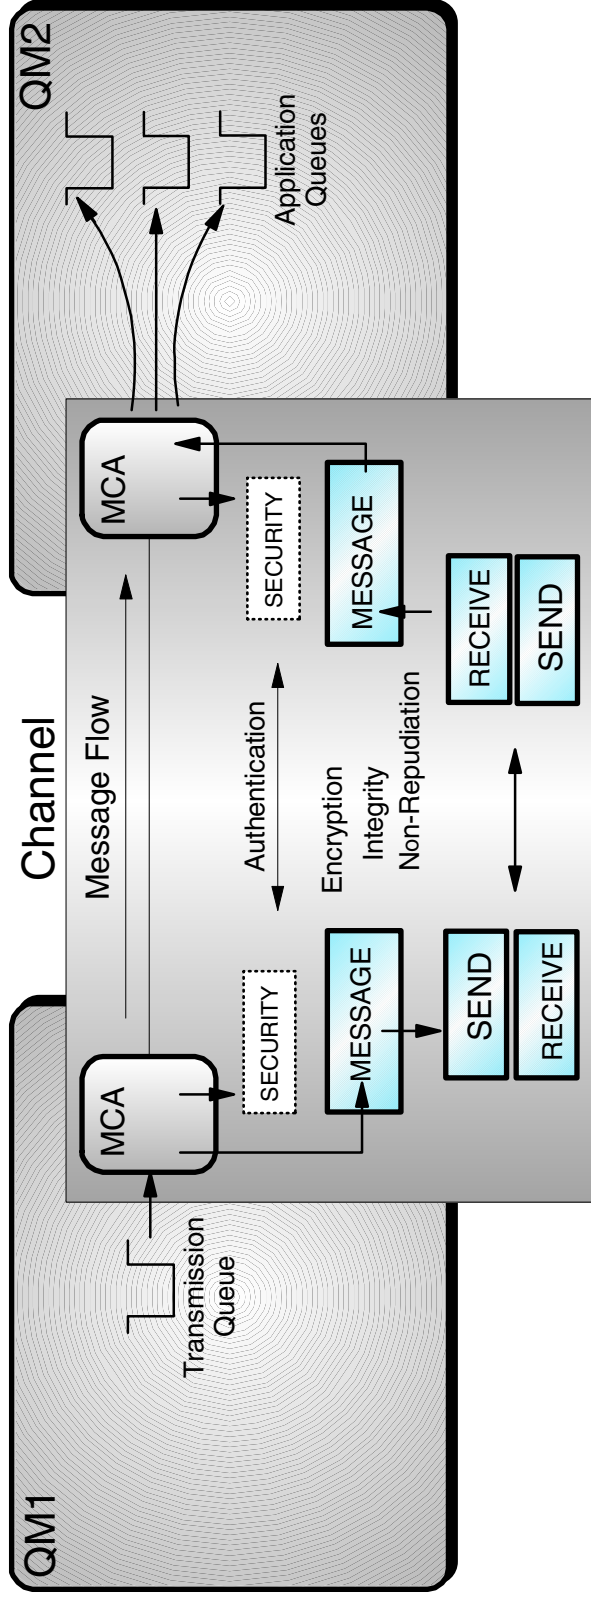 Channel
QM1
QM2
Message Flow
MCA
MCA
Transmission
Queue
Application
Queues
SECURITY
Authentication
SECURITY
MESSAGE
Encryption
Integrity
Non-Repudiation
MESSAGE
SEND
RECEIVE
RECEIVE
SEND